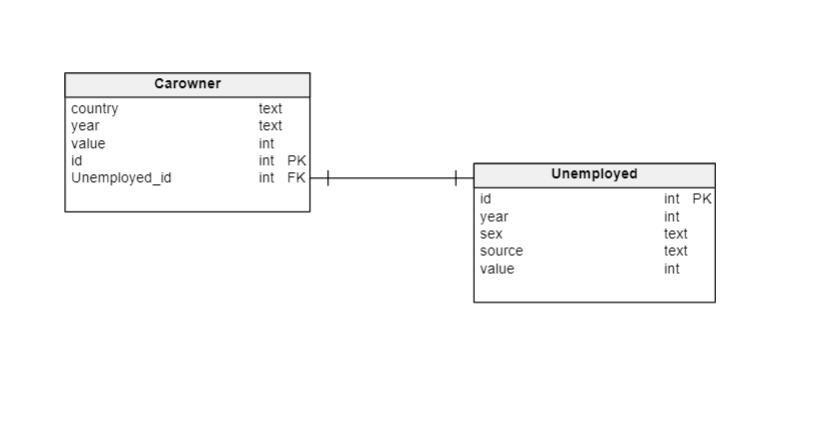 Carowner
country text
year text
value int
id int PK
Unemployed_id int FK
Unemployed
id int PK
year int
sex text
source text
value int